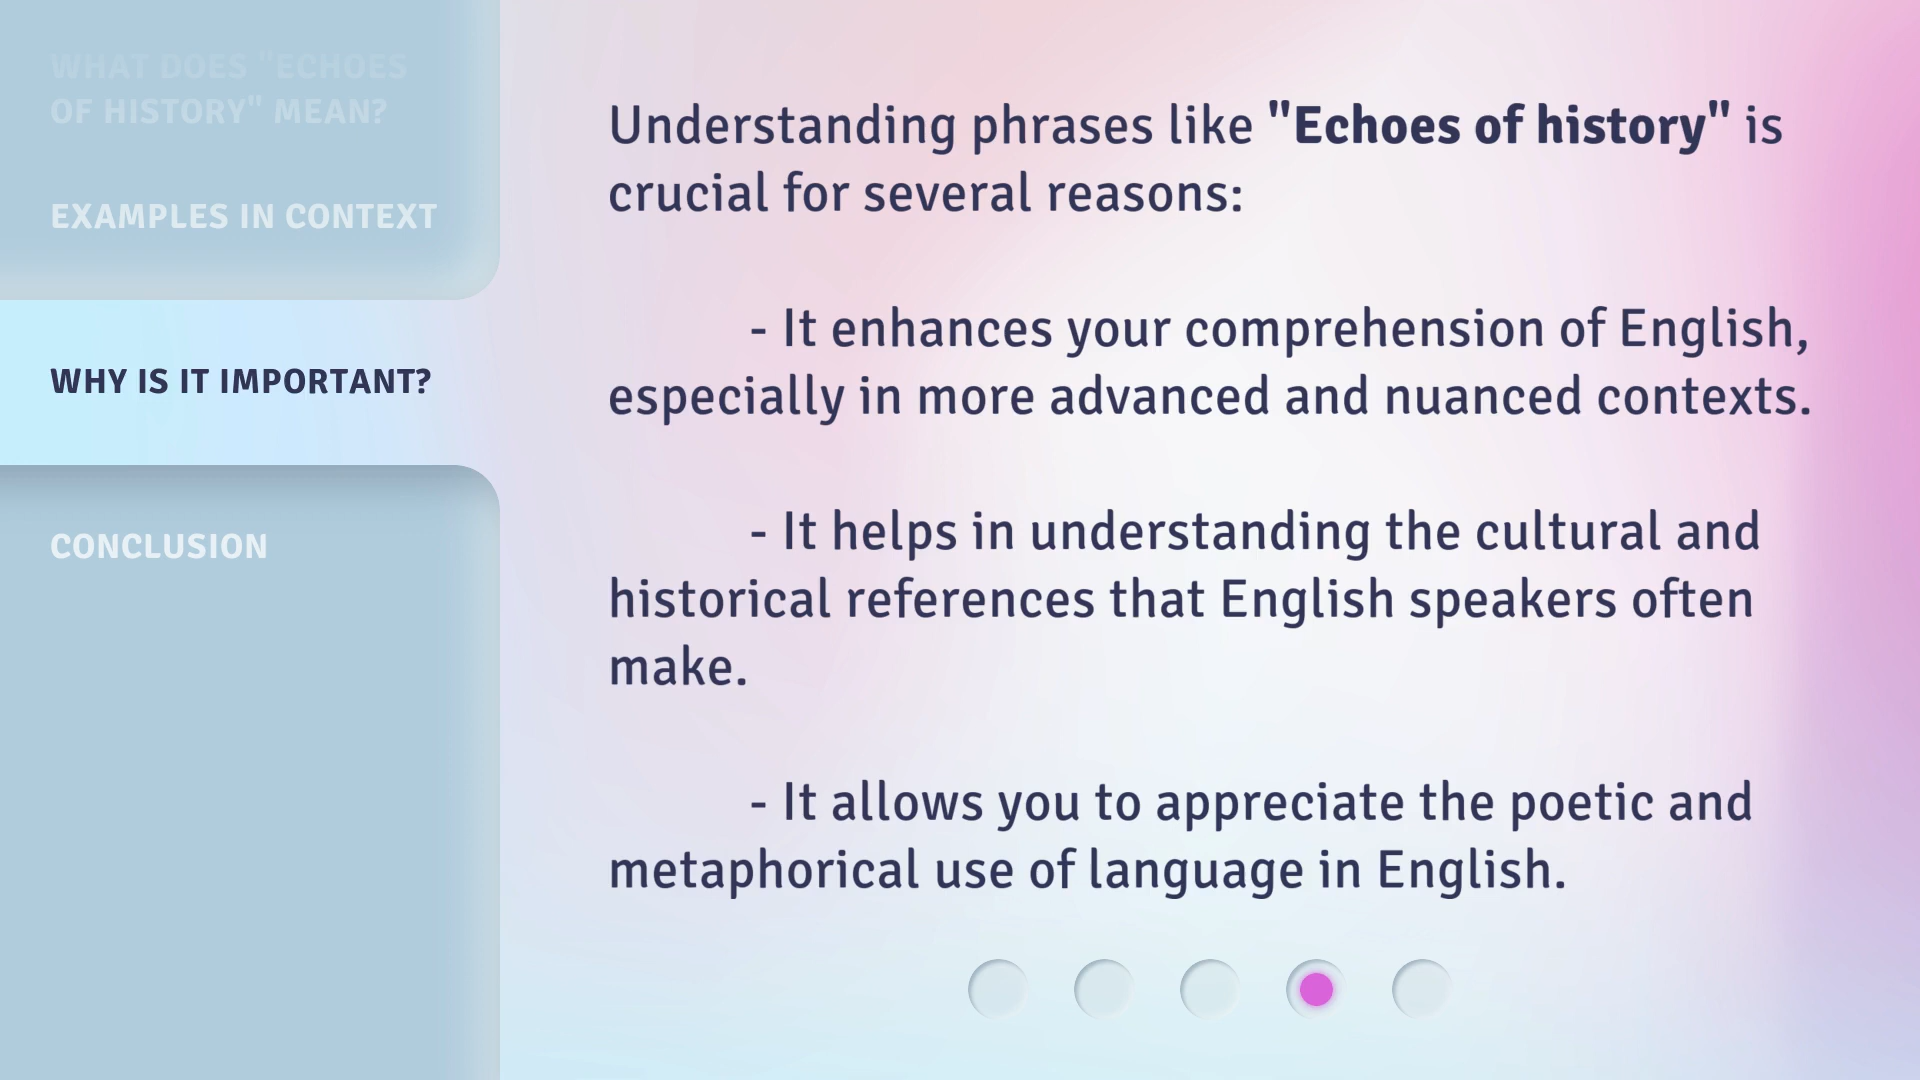 WHAT DOES "ECHOES
OF HISTORY" MEAN?
EXAMPLES IN CONTEXT
WHY IS IT IMPORTANT?
CONCLUSION
Understanding phrases like "Echoes of history" is
crucial for several reasons:
- It enhances your comprehension of English,
especially in more advanced and nuanced contexts.
- It helps in understanding the cultural and
historical references that English speakers often
make.
- It allows you to appreciate the poetic and
metaphorical use of language in English.